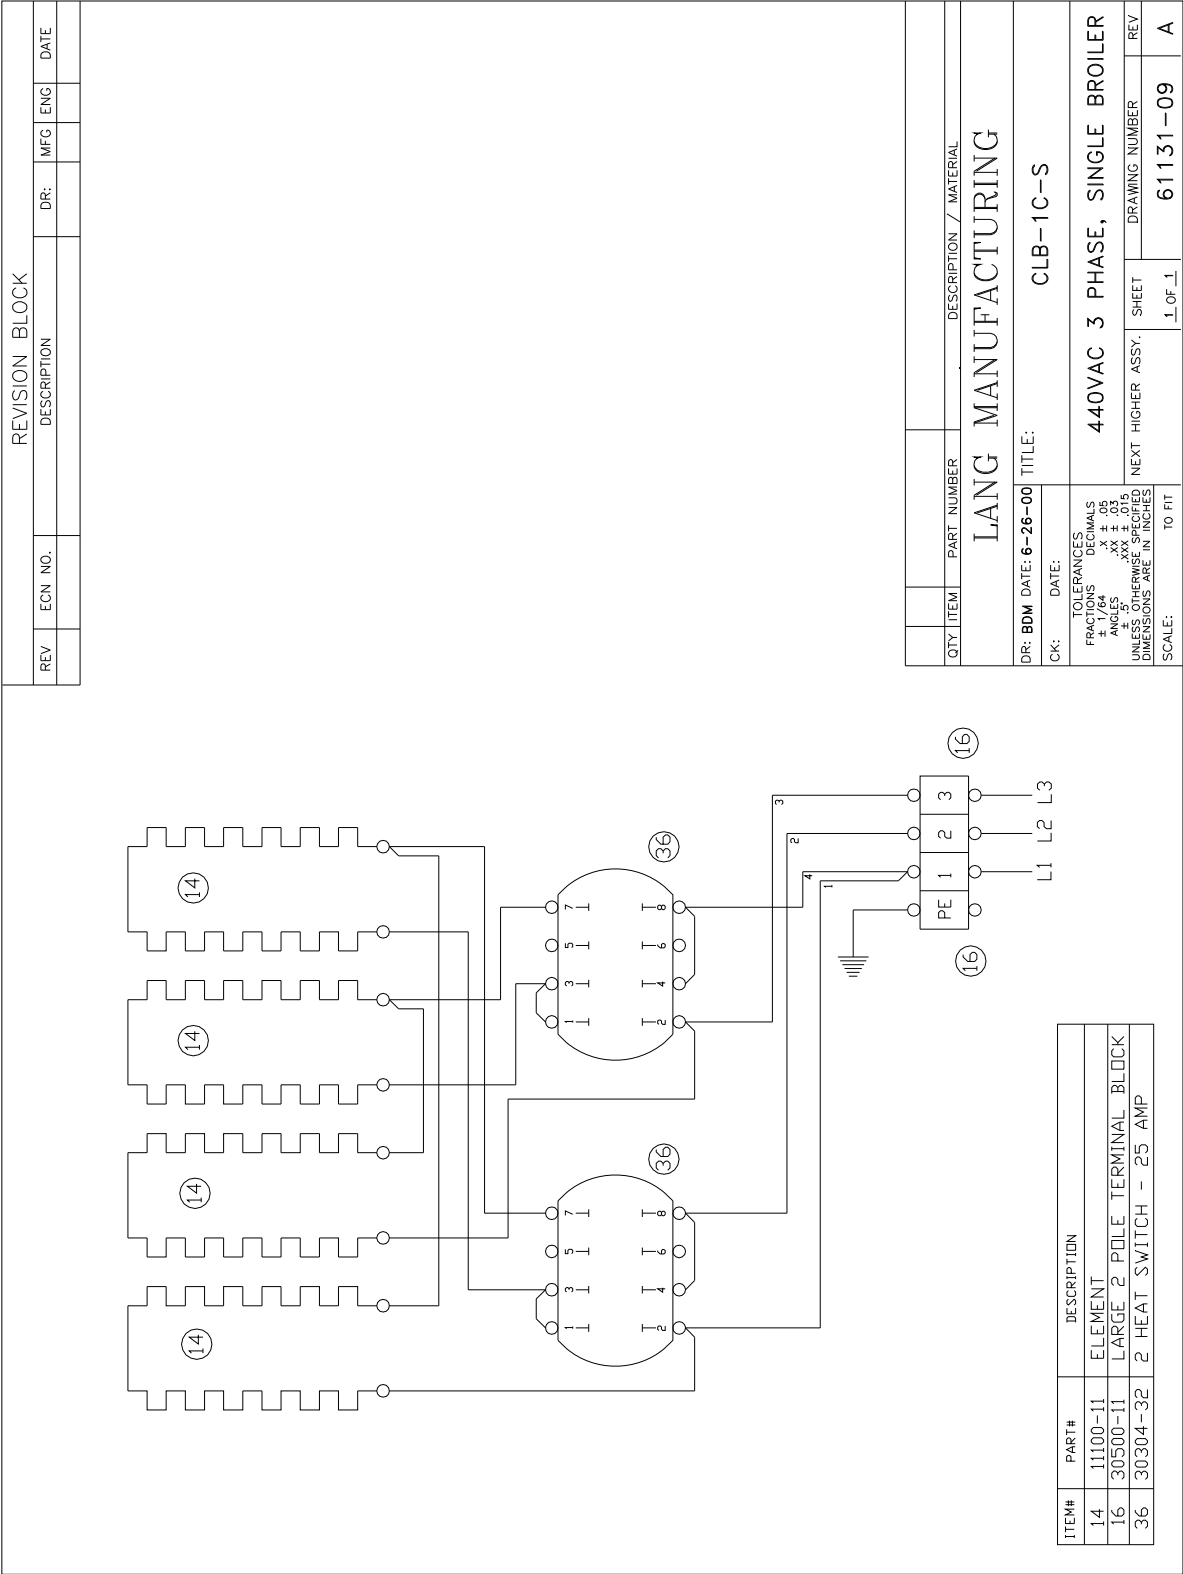 REVISION BLOCK
REV ECN NO. DESCRIPTION DR: MFG ENG DATE
14
14
14
14
36
36
1 3 5 7
2 4 6 8
1 3 5 7
2 4 6 8
1
4
2
3
16
PE 1 2 3
16
L1 L2 L3
ITEM# PART# DESCRIPTION
14 11100-11 ELEMENT
16 30500-11 LARGE 2 POLE TERMINAL BLOCK
36 30304-32 2 HEAT SWITCH - 25 AMP
QTY ITEM PART NUMBER DESCRIPTION / MATERIAL
LANG MANUFACTURING
DR: BDM DATE: 6-26-00 TITLE:
CLB-1C-S
CK: DATE:
440VAC 3 PHASE, SINGLE BROILER
TOLERANCES
FRACTIONS DECIMALS
± 1/64 .X ± .05
ANGLES .XX ± .03
± .5° .XXX ± .015
UNLESS OTHERWISE SPECIFIED
DIMENSIONS ARE IN INCHES
NEXT HIGHER ASSY. SHEET DRAWING NUMBER REV
SCALE: TO FIT 1 OF 1 61131-09 A